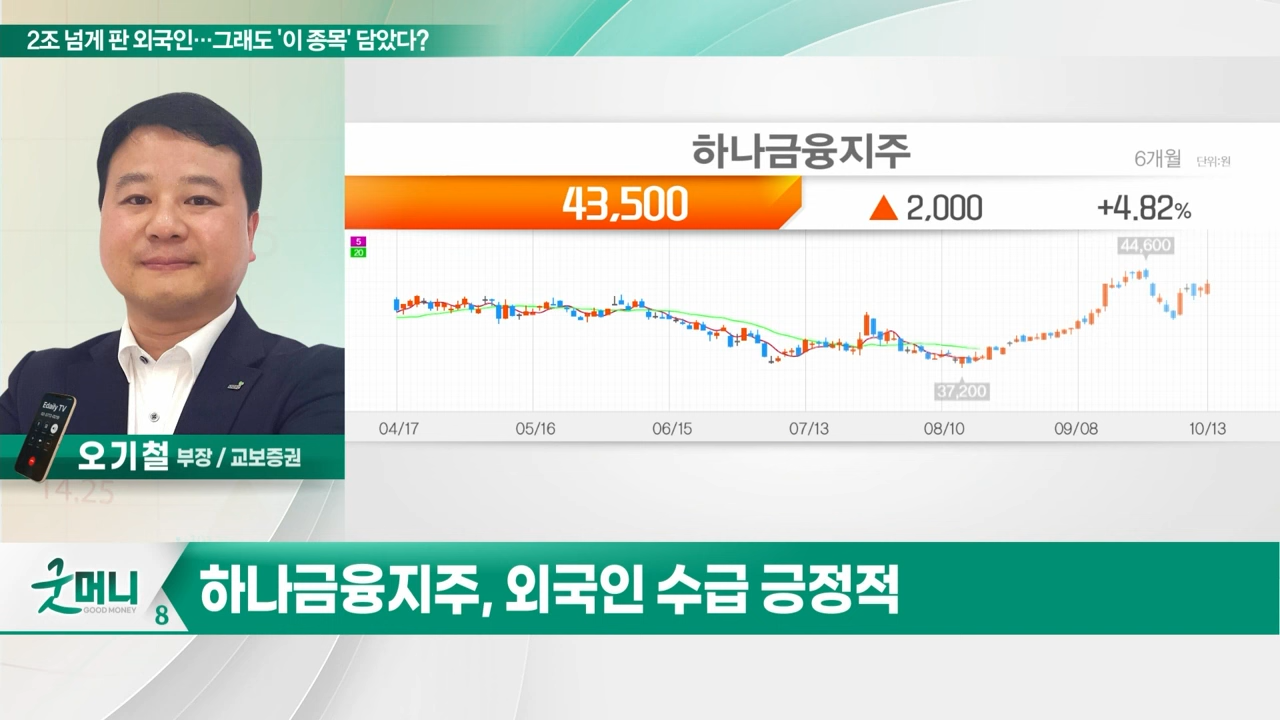 2조 넘게 판 외국인…그래도 '이 종목' 담았다?
하나금융지주
6개월 단위:원
43,500 ▲ 2,000 +4.82%
5
20
44,600
37,200
04/17 05/16 06/15 07/13 08/10 09/08 10/13
Edaily TV
오기철 부장 / 교보증권
14.25
굿머니
GOOD MONEY
8
하나금융지주, 외국인 수급 긍정적